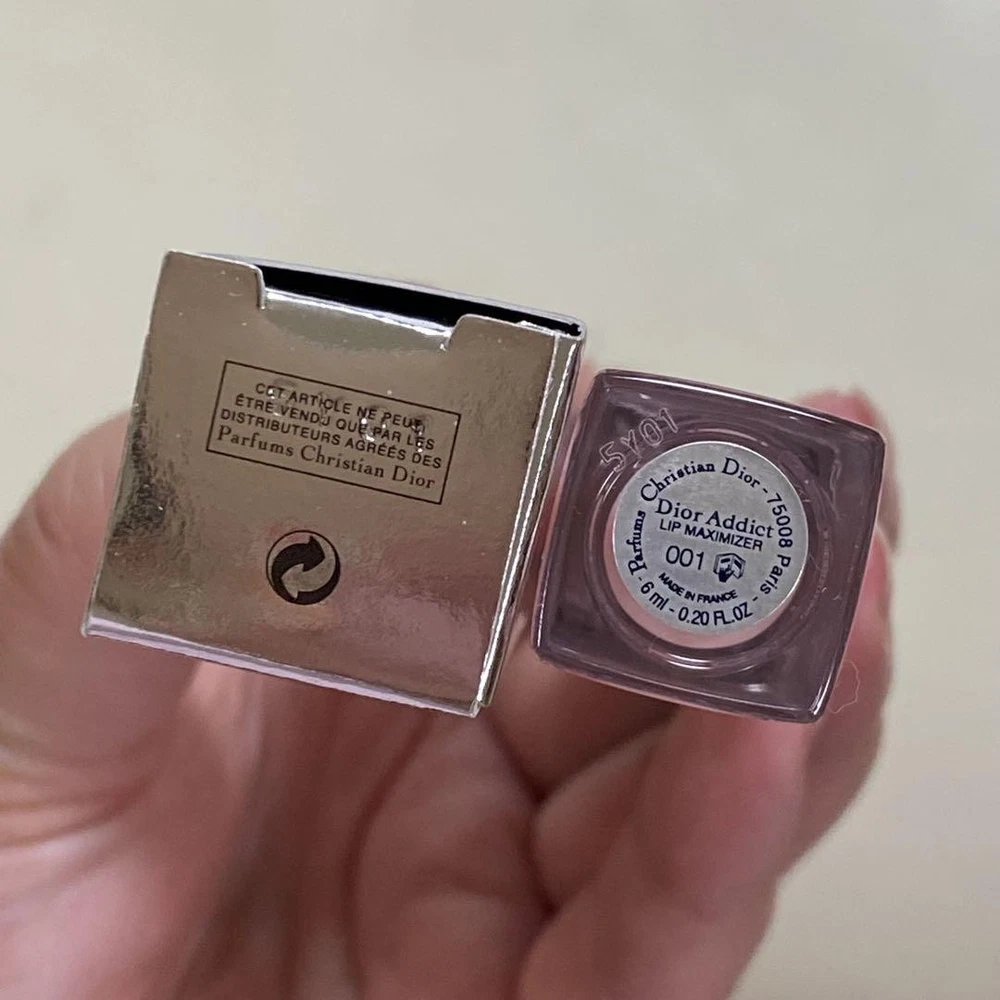 CET ARTICLE NE PEUT
ÊTRE VENDU QUE PAR LES
DISTRIBUTEURS AGRÉÉS DES
Parfums Christian Dior
5Y01
Parfums Christian Dior - 75008 Paris -
Dior Addict
LIP MAXIMIZER
001
MADE IN FRANCE
6 ml - 0.20 FL.OZ